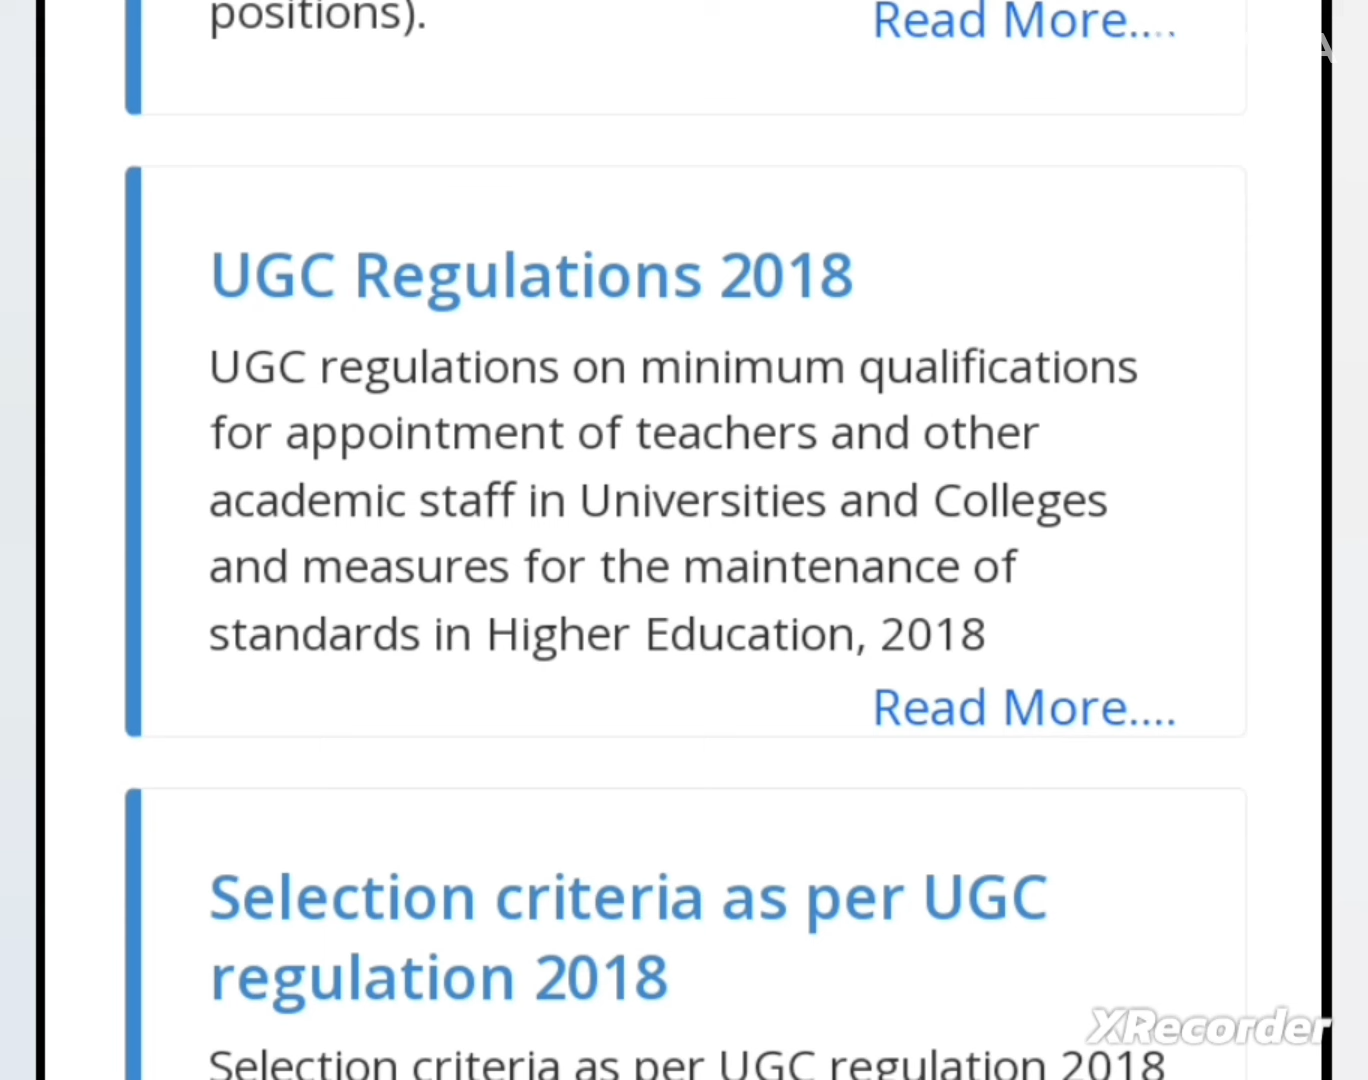 positions).
Read More....
UGC Regulations 2018
UGC regulations on minimum qualifications
for appointment of teachers and other
academic staff in Universities and Colleges
and measures for the maintenance of
standards in Higher Education, 2018
Read More....
Selection criteria as per UGC
regulation 2018
Selection criteria as per UGC regulation 2018
XRecorder